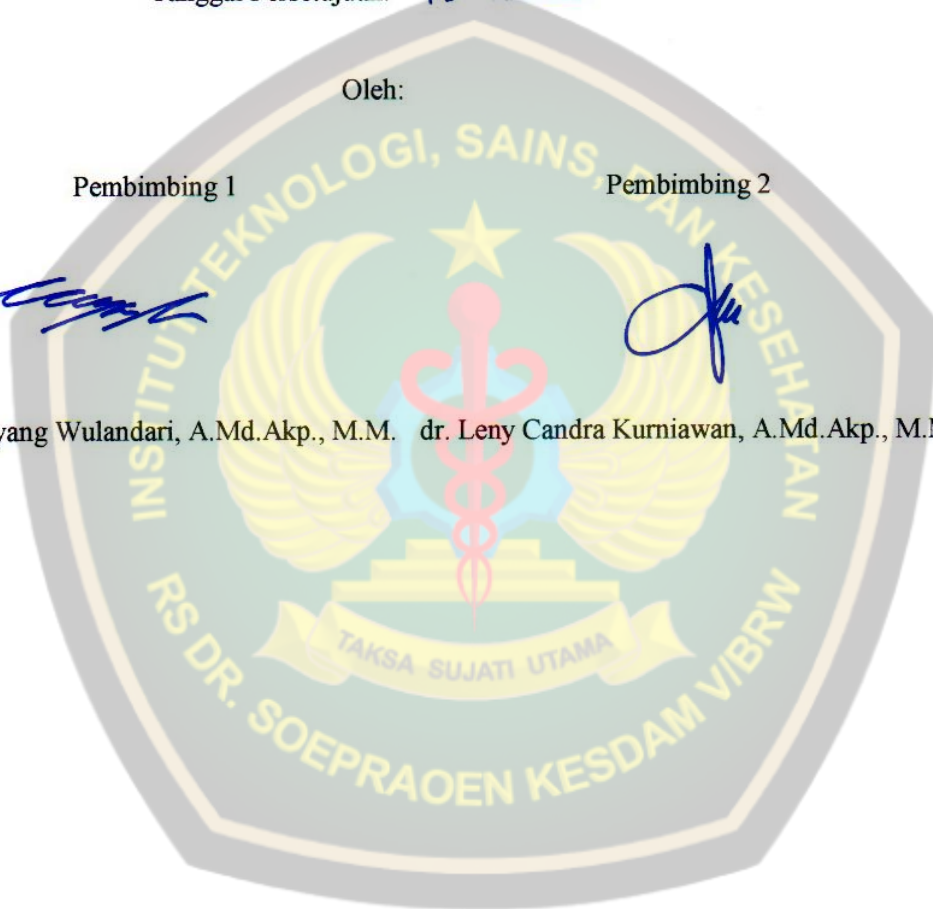 Oleh:
Pembimbing 1 Pembimbing 2
yang Wulandari, A.Md.Akp., M.M. dr. Leny Candra Kurniawan, A.Md.Akp., M.
INSTITUT TEKNOLOGI, SAINS, DAN KESEHATAN
TAKSA SUJATI UTAMA
RS DR. SOEPRAOEN KESDAM V/BRW